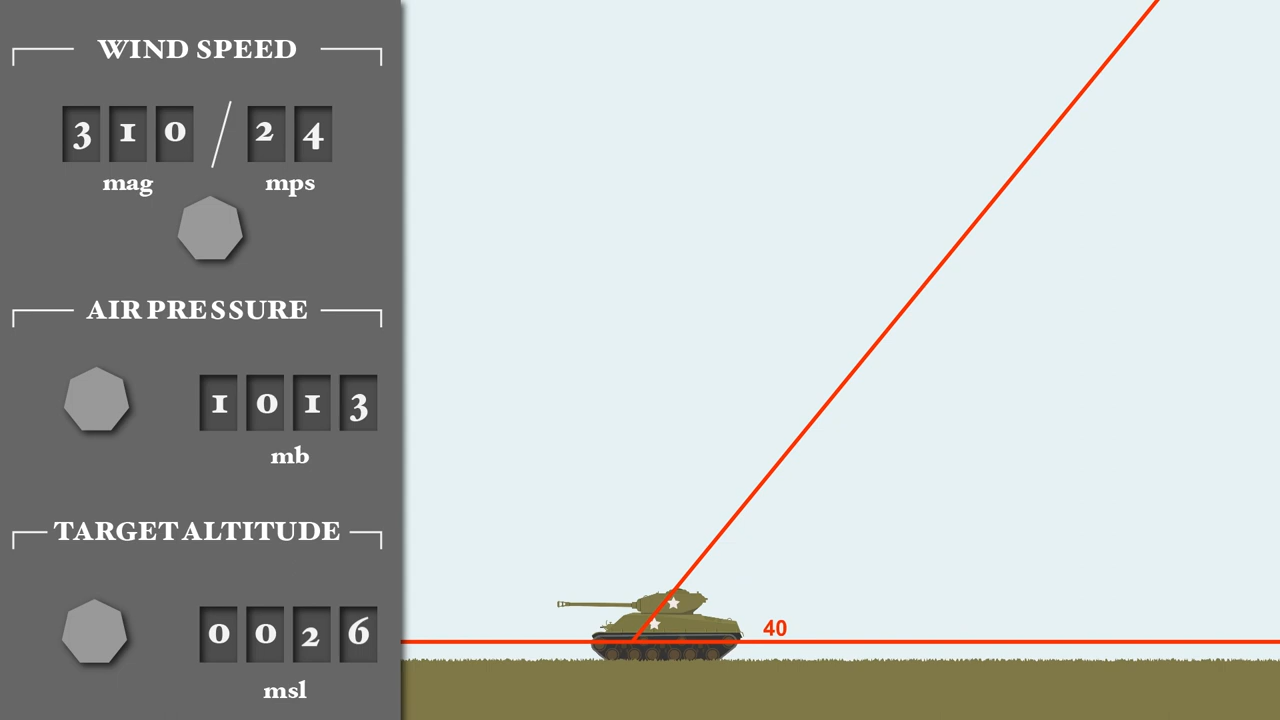 WIND SPEED
310 / 24
mag mps
AIR PRESSURE
1013
mb
TARGET ALTITUDE
0026
msl
40